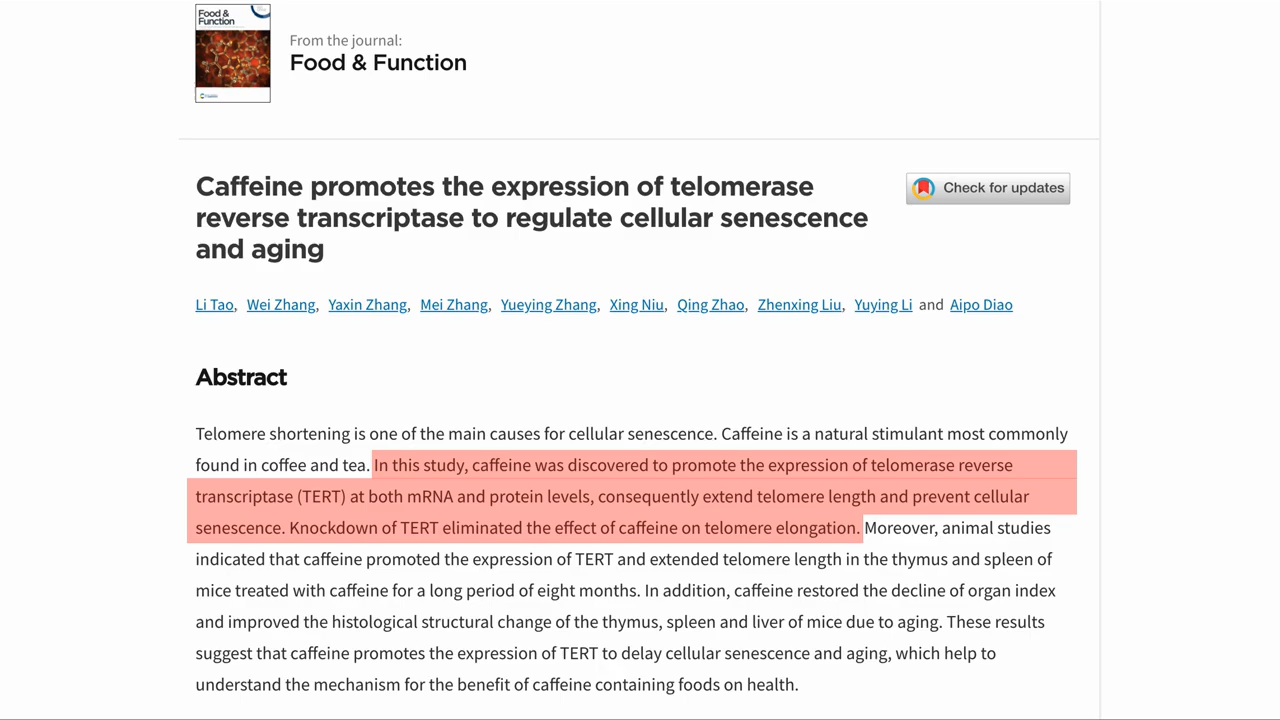 Food &
Function
From the journal:
Food & Function
Caffeine promotes the expression of telomerase
reverse transcriptase to regulate cellular senescence
and aging
Check for updates
Li Tao, Wei Zhang, Yaxin Zhang, Mei Zhang, Yueying Zhang, Xing Niu, Qing Zhao, Zhenxing Liu, Yuying Li and Aipo Diao
Abstract
Telomere shortening is one of the main causes for cellular senescence. Caffeine is a natural stimulant most commonly
found in coffee and tea. In this study, caffeine was discovered to promote the expression of telomerase reverse
transcriptase (TERT) at both mRNA and protein levels, consequently extend telomere length and prevent cellular
senescence. Knockdown of TERT eliminated the effect of caffeine on telomere elongation. Moreover, animal studies
indicated that caffeine promoted the expression of TERT and extended telomere length in the thymus and spleen of
mice treated with caffeine for a long period of eight months. In addition, caffeine restored the decline of organ index
and improved the histological structural change of the thymus, spleen and liver of mice due to aging. These results
suggest that caffeine promotes the expression of TERT to delay cellular senescence and aging, which help to
understand the mechanism for the benefit of caffeine containing foods on health.